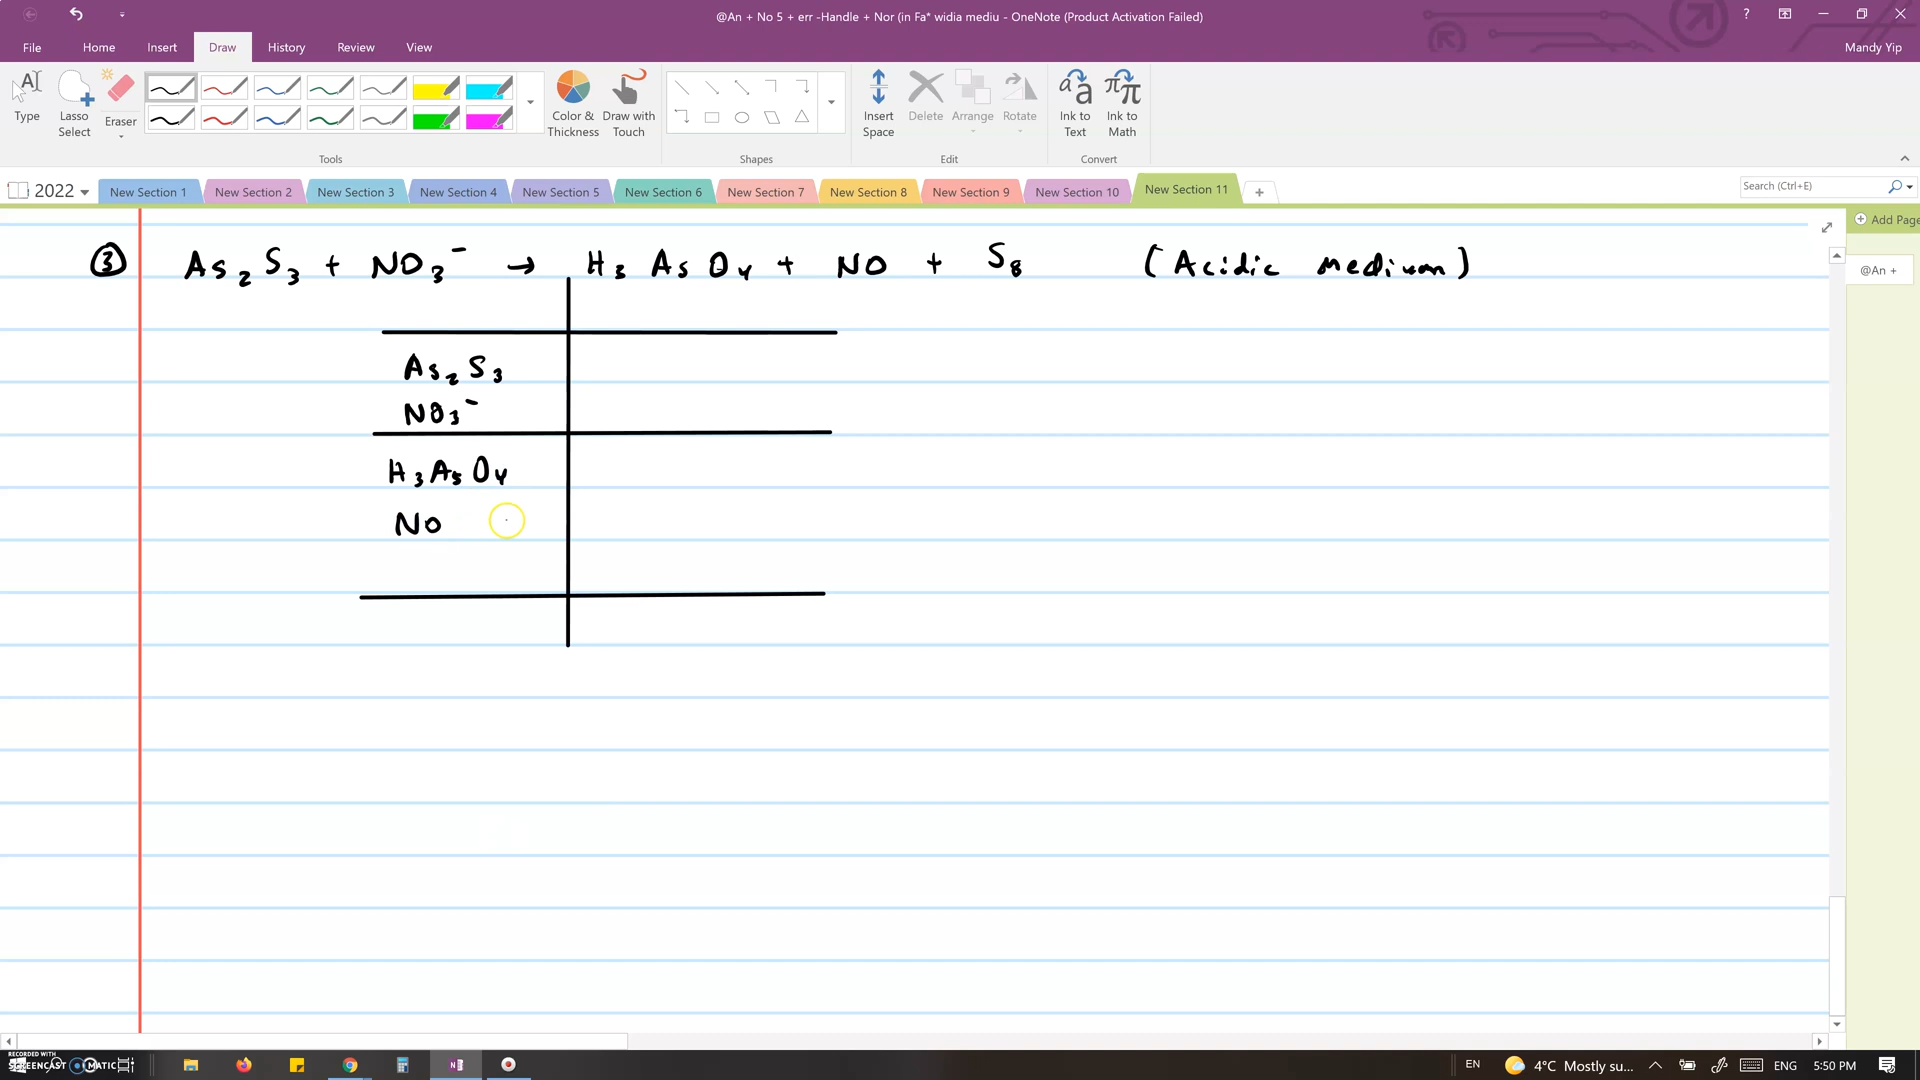 @An + No 5 + err -Handle + Nor (in Fa* widia mediu - OneNote (Product Activation Failed)
File Home Insert Draw History Review View Mandy Yip
Type Lasso Select Eraser Color & Thickness Draw with Touch Insert Space Delete Arrange Rotate Ink to Text Ink to Math
Tools Shapes Edit Convert
2022 New Section 1 New Section 2 New Section 3 New Section 4 New Section 5 New Section 6 New Section 7 New Section 8 New Section 9 New Section 10 New Section 11 Search (Ctrl+E)
Add Page
@An +
③ As₂S₃ + NO₃⁻ → H₃AsO₄ + NO + S₈ (Acidic medium)
As₂S₃
NO₃⁻
H₃AsO₄
NO
RECORDED WITH
SCREENCAST MATIC
EN 4°C Mostly su... ENG 5:50 PM